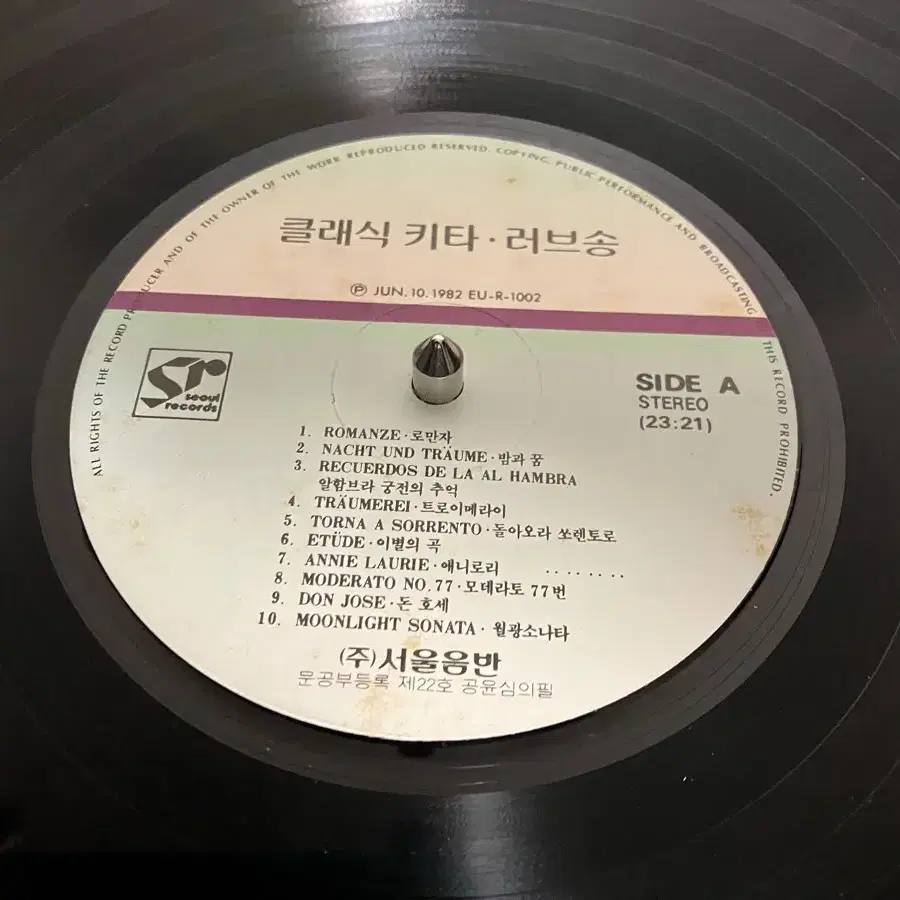 ALL RIGHTS OF THE RECORD PRODUCER AND OF THE OWNER OF THE WORK REPRODUCED RESERVED. COPYING, PUBLIC PERFORMANCE AND BROADCASTING THIS RECORD PROHIBITED.
클래식 키타·러브송
Ⓟ JUN. 10. 1982 EU-R-1002
sr
seoul
records
SIDE A
STEREO
(23:21)
1. ROMANZE·로만자
2. NACHT UND TRÄUME·밤과 꿈
3. RECUERDOS DE LA AL HAMBRA
알함브라 궁전의 추억
4. TRÄUMEREI·트로이메라이
5. TORNA A SORRENTO·돌아오라 쏘렌토로
6. ETÜDE·이별의 곡
7. ANNIE LAURIE·애니로리 ........
8. MODERATO NO. 77·모데라토 77번
9. DON JOSE·돈 호세
10. MOONLIGHT SONATA·월광소나타
(주)서울음반
문공부등록 제22호 공윤심의필